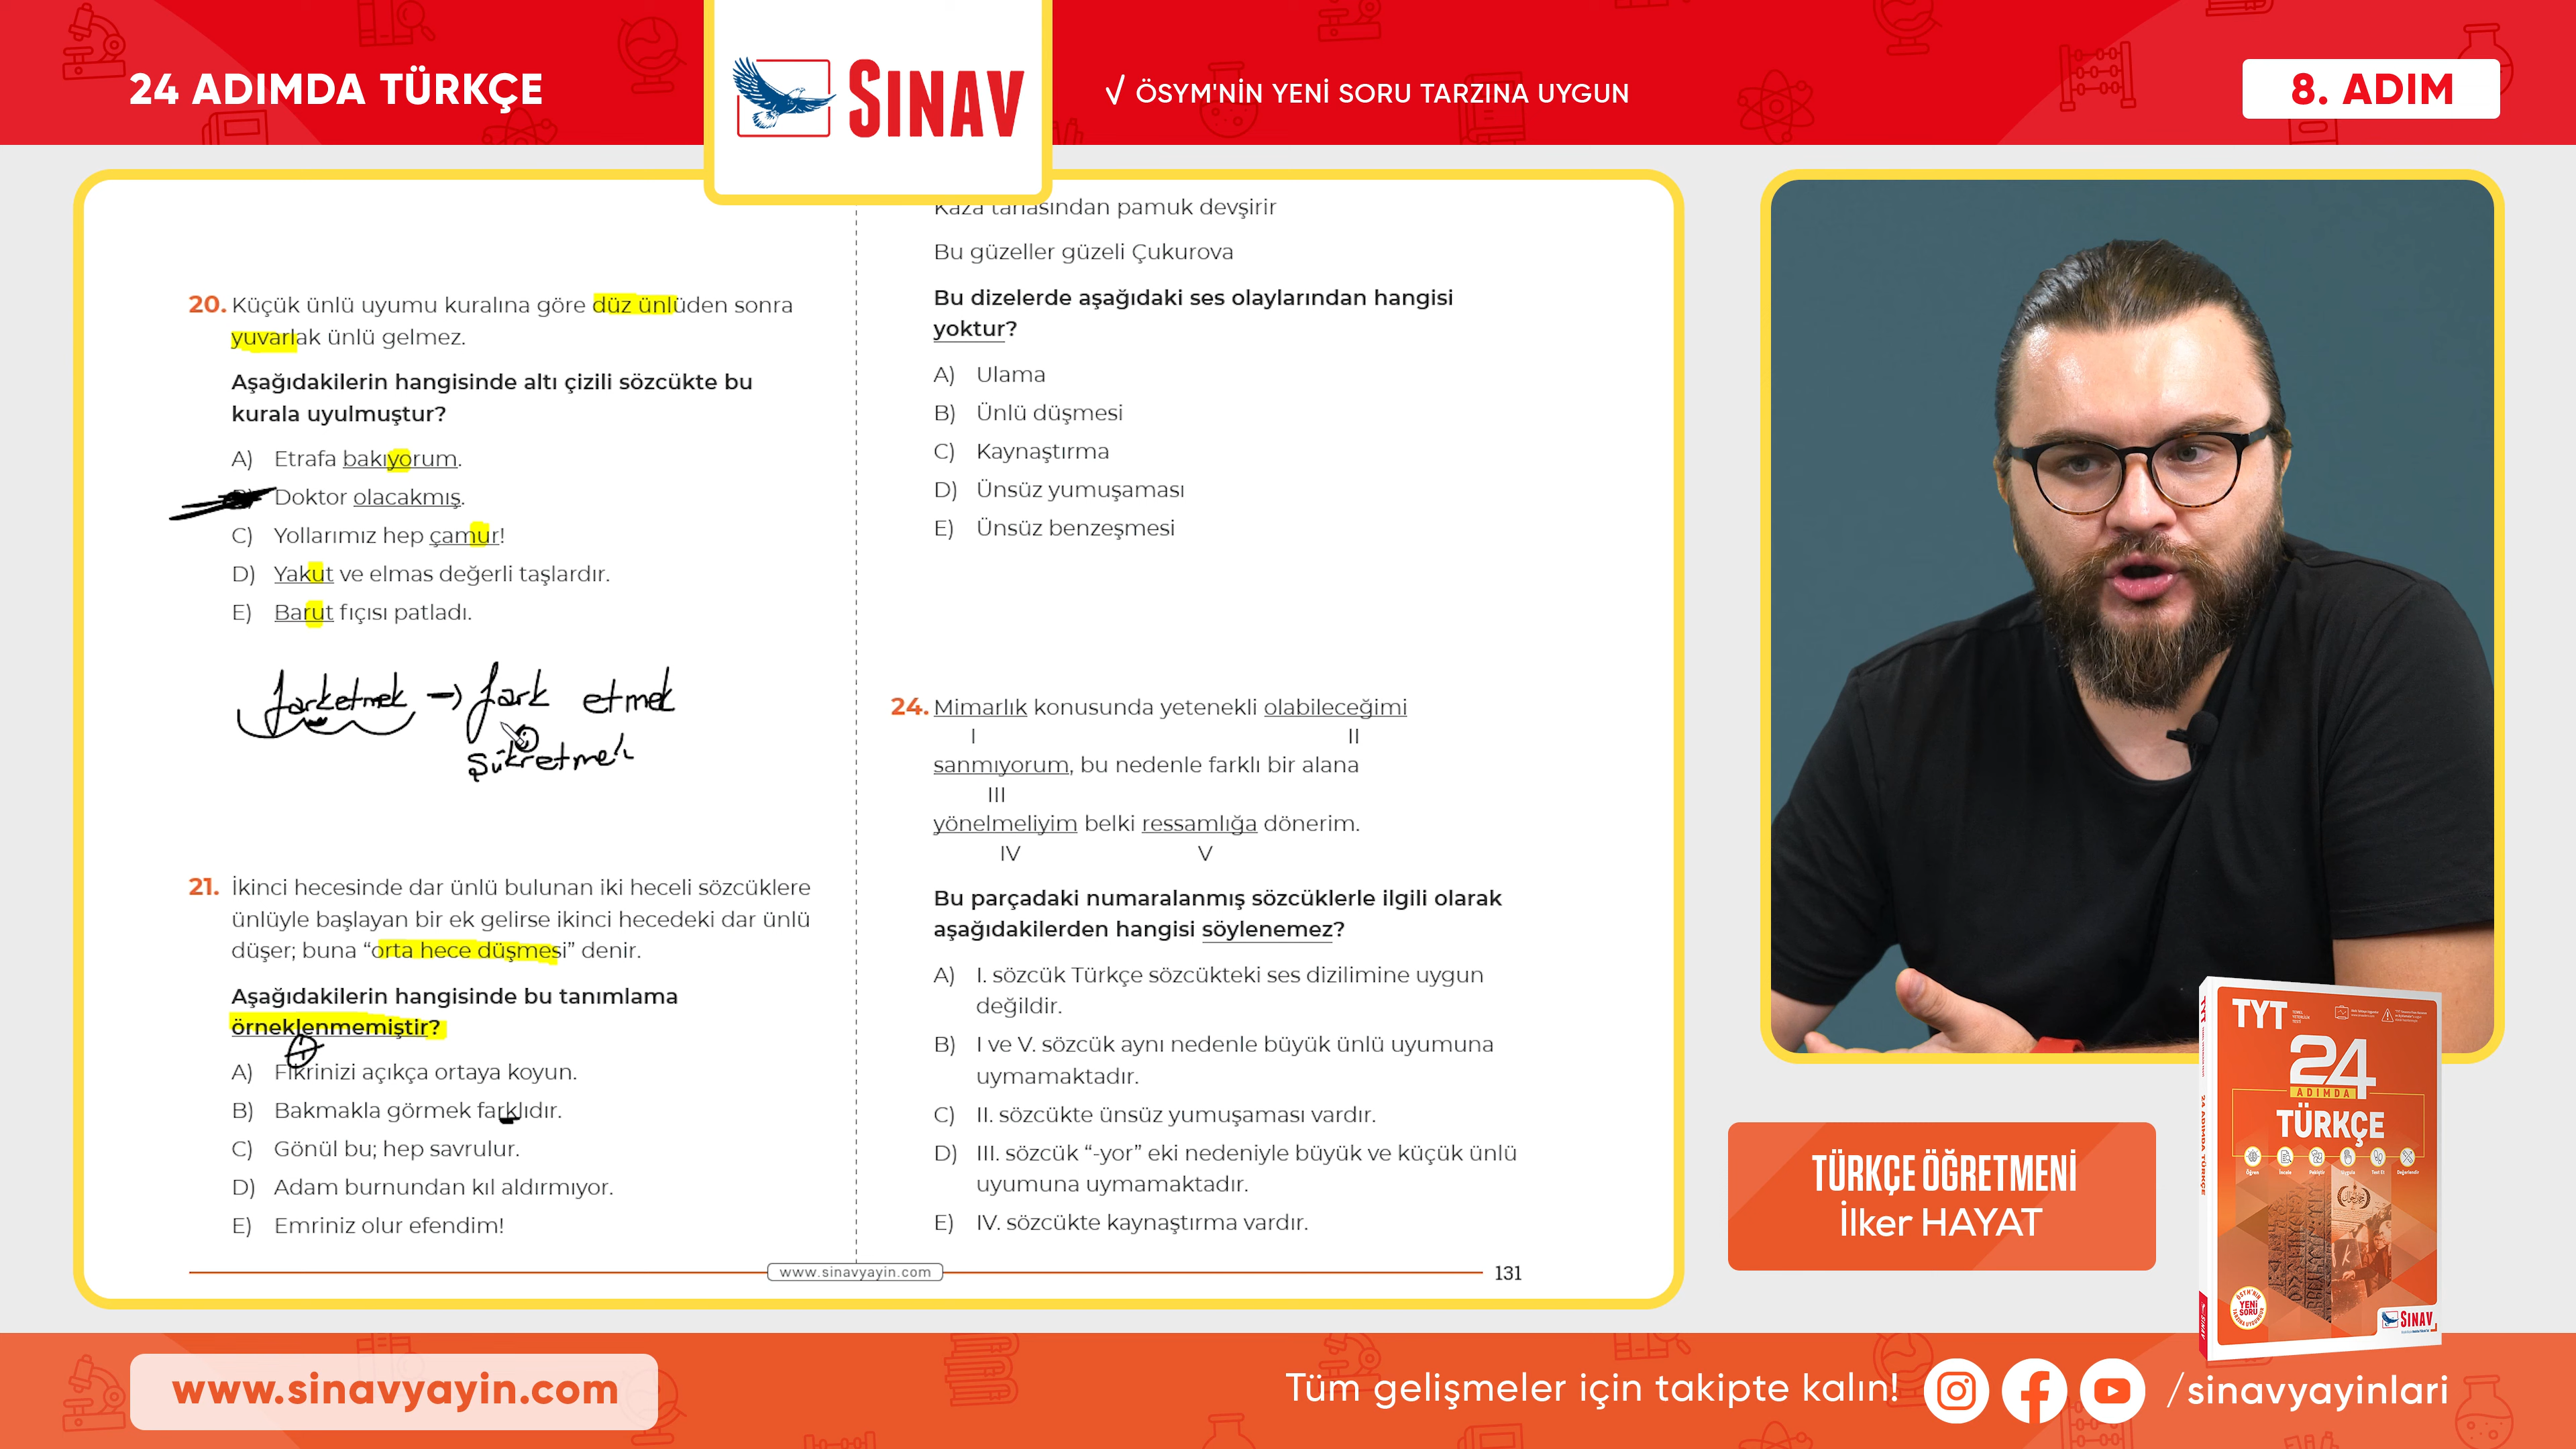 24 ADIMDA TÜRKÇE
SINAV
√ ÖSYM'NİN YENİ SORU TARZINA UYGUN
8. ADIM
20. Küçük ünlü uyumu kuralına göre düz ünlüden sonra
yuvarlak ünlü gelmez.
Aşağıdakilerin hangisinde altı çizili sözcükte bu
kurala uyulmuştur?
A) Etrafa bakıyorum.
Doktor olacakmış.
C) Yollarımız hep çamur!
D) Yakut ve elmas değerli taşlardır.
E) Barut fıçısı patladı.
farketmek → fark etmek
şükretmek
21. İkinci hecesinde dar ünlü bulunan iki heceli sözcüklere
ünlüyle başlayan bir ek gelirse ikinci hecedeki dar ünlü
düşer; buna “orta hece düşmesi” denir.
Aşağıdakilerin hangisinde bu tanımlama
örneklenmemiştir?
A) Fikrinizi açıkça ortaya koyun.
B) Bakmakla görmek farklıdır.
C) Gönül bu; hep savrulur.
D) Adam burnundan kıl aldırmıyor.
E) Emriniz olur efendim!
pamuk devşirir
Bu güzeller güzeli Çukurova
Bu dizelerde aşağıdaki ses olaylarından hangisi
yoktur?
A) Ulama
B) Ünlü düşmesi
C) Kaynaştırma
D) Ünsüz yumuşaması
E) Ünsüz benzeşmesi
24. Mimarlık konusunda yetenekli olabileceğimi
I II
sanmıyorum, bu nedenle farklı bir alana
III
yönelmeliyim belki ressamlığa dönerim.
IV V
Bu parçadaki numaralanmış sözcüklerle ilgili olarak
aşağıdakilerden hangisi söylenemez?
A) I. sözcük Türkçe sözcükteki ses dizilimine uygun
değildir.
B) I ve V. sözcük aynı nedenle büyük ünlü uyumuna
uymamaktadır.
C) II. sözcükte ünsüz yumuşaması vardır.
D) III. sözcük “-yor” eki nedeniyle büyük ve küçük ünlü
uyumuna uymamaktadır.
E) IV. sözcükte kaynaştırma vardır.
www.sinavyayin.com
131
TÜRKÇE ÖĞRETMENİ
İlker HAYAT
TYT
24
ADIMDA
TÜRKÇE
YENİ
SORU
SINAV
www.sinavyayin.com
Tüm gelişmeler için takipte kalın!
/sinavyayinlari